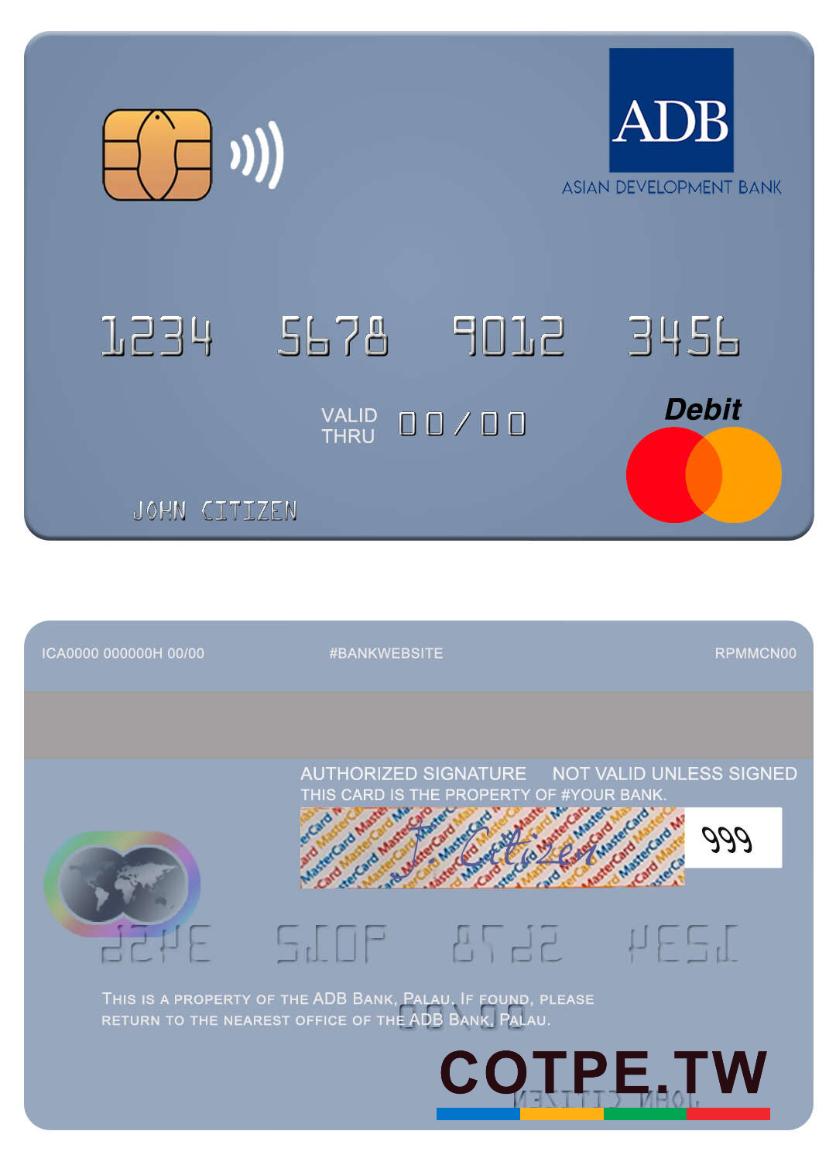 ADB
ASIAN DEVELOPMENT BANK
1234 5678 9012 3456
VALID THRU 00/00
Debit
JOHN CITIZEN
ICA0000 000000H 00/00 #BANKWEBSITE RPMMCN00
AUTHORIZED SIGNATURE NOT VALID UNLESS SIGNED
THIS CARD IS THE PROPERTY OF #YOUR BANK.
MasterCard MasterCard MasterCard
J. Citizen 999
THIS IS A PROPERTY OF THE ADB BANK, PALAU. IF FOUND, PLEASE
RETURN TO THE NEAREST OFFICE OF THE ADB BANK, PALAU.
COTPE.TW